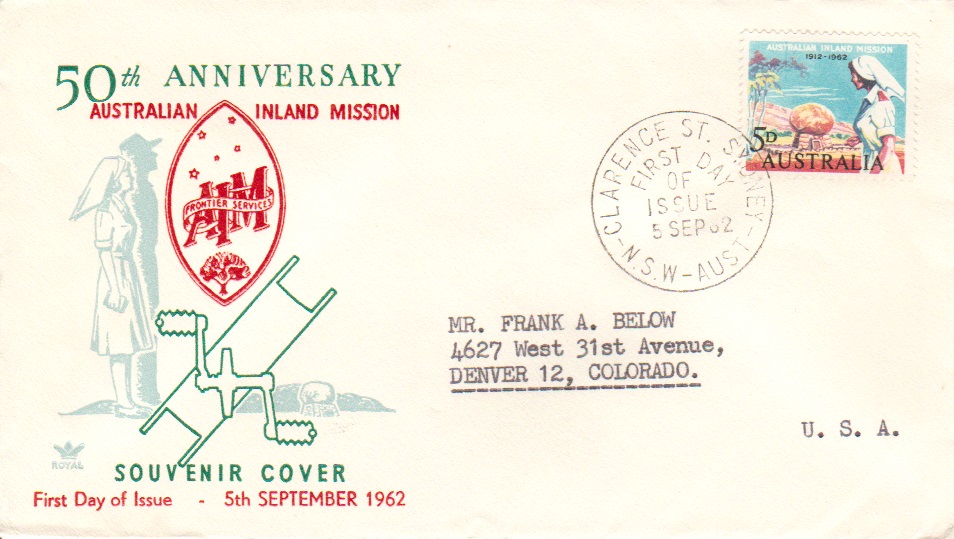 50th ANNIVERSARY
AUSTRALIAN INLAND MISSION
AIM
FRONTIER SERVICES
ROYAL
SOUVENIR COVER
First Day of Issue - 5th SEPTEMBER 1962
AUSTRALIAN INLAND MISSION
1912-1962
5D
AUSTRALIA
CLARENCE ST. SYDNEY
FIRST DAY
OF
ISSUE
5 SEP 62
N.S.W-AUST
MR. FRANK A. BELOW
4627 West 31st Avenue,
DENVER 12, COLORADO.
U. S. A.